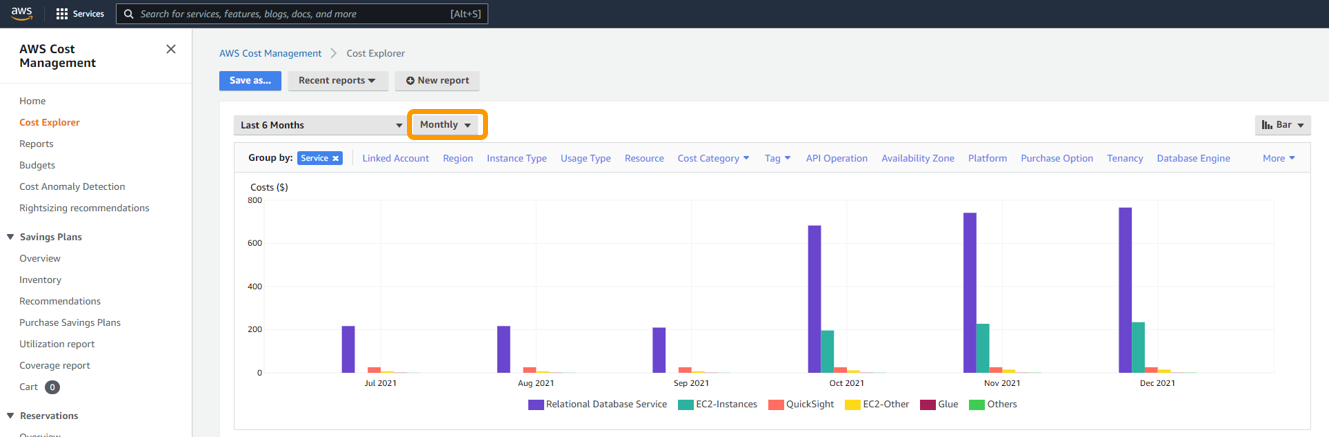 aws Services Search for services, features, blogs, docs, and more [Alt+S]
AWS Cost
Management
Home
Cost Explorer
Reports
Budgets
Cost Anomaly Detection
Rightsizing recommendations
Savings Plans
Overview
Inventory
Recommendations
Purchase Savings Plans
Utilization report
Coverage report
Cart 0
Reservations
Overview
AWS Cost Management Cost Explorer
Save as... Recent reports New report
Last 6 Months Monthly Bar
Group by: Service Linked Account Region Instance Type Usage Type Resource Cost Category Tag API Operation Availability Zone Platform Purchase Option Tenancy Database Engine More
Costs ($)
800
600
400
200
0
Jul 2021 Aug 2021 Sep 2021 Oct 2021 Nov 2021 Dec 2021
Relational Database Service EC2-Instances QuickSight EC2-Other Glue Others